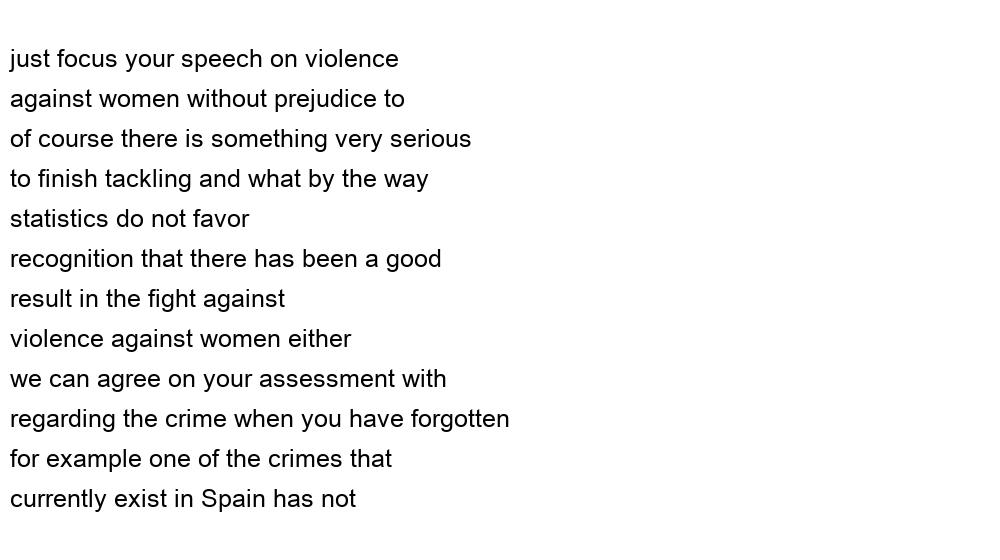 just focus your speech on violence
against women without prejudice to
of course there is something very serious
to finish tackling and what by the way
statistics do not favor
recognition that there has been a good
result in the fight against
violence against women either
we can agree on your assessment with
regarding the crime when you have forgotten
for example one of the crimes that
currently exist in Spain has not